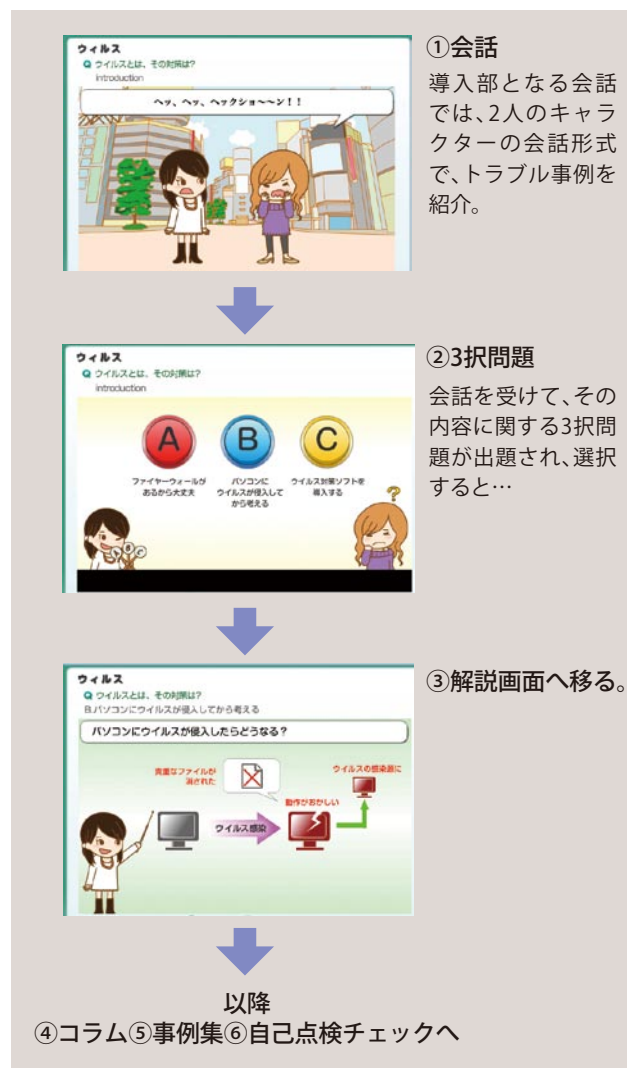 ウィルス
Q ウイルスとは、その対策は?
introduction
ヘッ、ヘッ、ヘックショ〜〜ン!!
①会話
導入部となる会話
では、2人のキャラ
クターの会話形式
で、トラブル事例を
紹介。
ウィルス
Q ウイルスとは、その対策は?
introduction
A
B
C
ファイヤーウォールが
あるから大丈夫
パソコンに
ウイルスが侵入して
から考える
ウイルス対策ソフトを
導入する
?
A B C
②3択問題
会話を受けて、その
内容に関する3択問
題が出題され、選択
すると…
ウィルス
Q ウイルスとは、その対策は?
B.パソコンにウイルスが侵入してから考える
パソコンにウイルスが侵入したらどうなる?
貴重なファイルが
消された
ウイルスの感染源に
動作がおかしい
ウイルス感染
③解説画面へ移る。
以降
④コラム⑤事例集⑥自己点検チェックへ